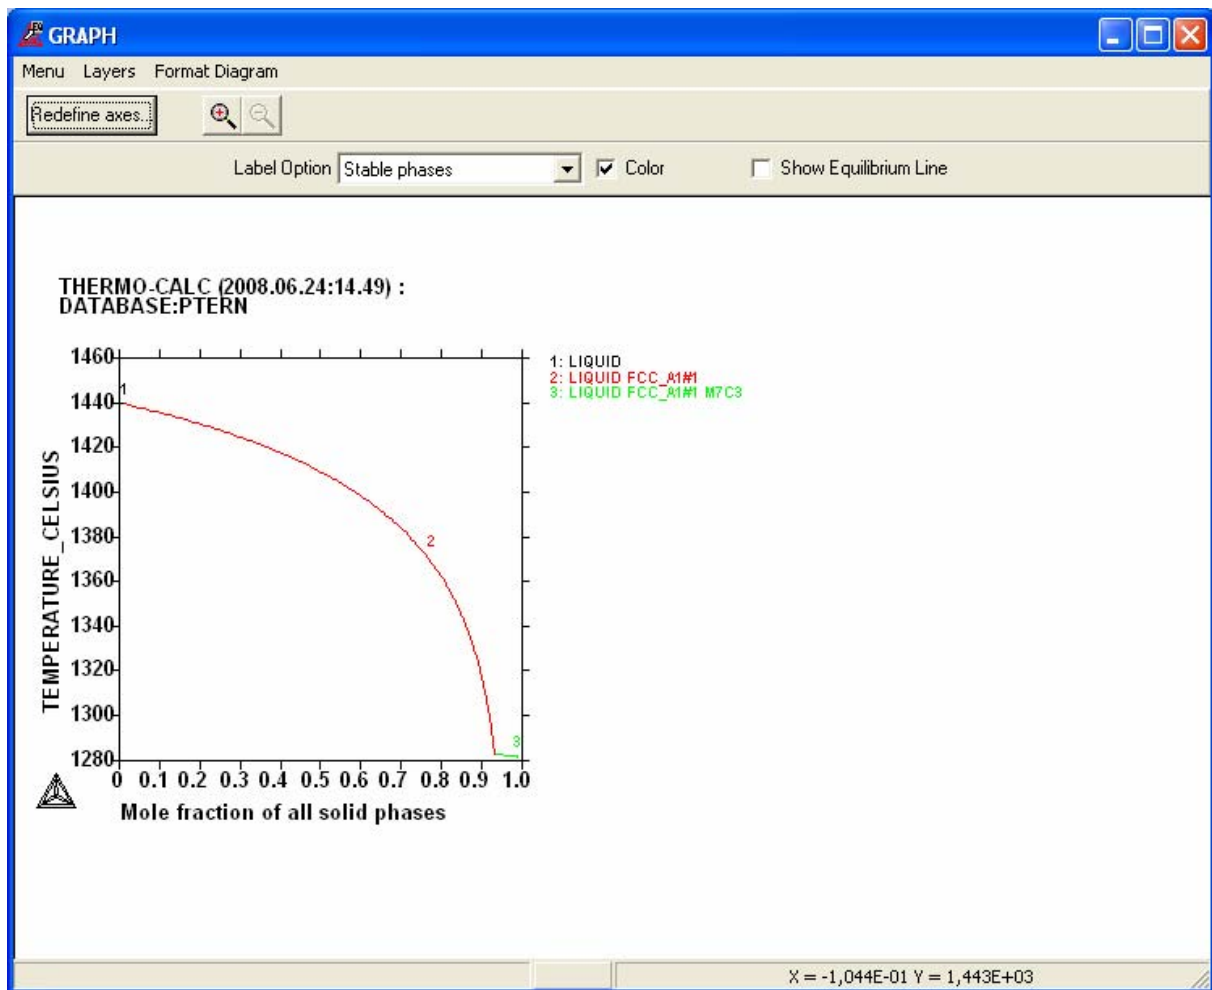 GRAPH
Menu Layers Format Diagram
Redefine axes..
Label Option Stable phases Color Show Equilibrium Line
THERMO-CALC (2008.06.24:14.49) :
DATABASE:PTERN
1: LIQUID
2: LIQUID FCC_A1#1
3: LIQUID FCC_A1#1 M7C3
1460
1440
1420
1400
1380
1360
1340
1320
1300
1280
TEMPERATURE_CELSIUS
1
2
3
0 0.1 0.2 0.3 0.4 0.5 0.6 0.7 0.8 0.9 1.0
Mole fraction of all solid phases
X = -1,044E-01 Y = 1,443E+03